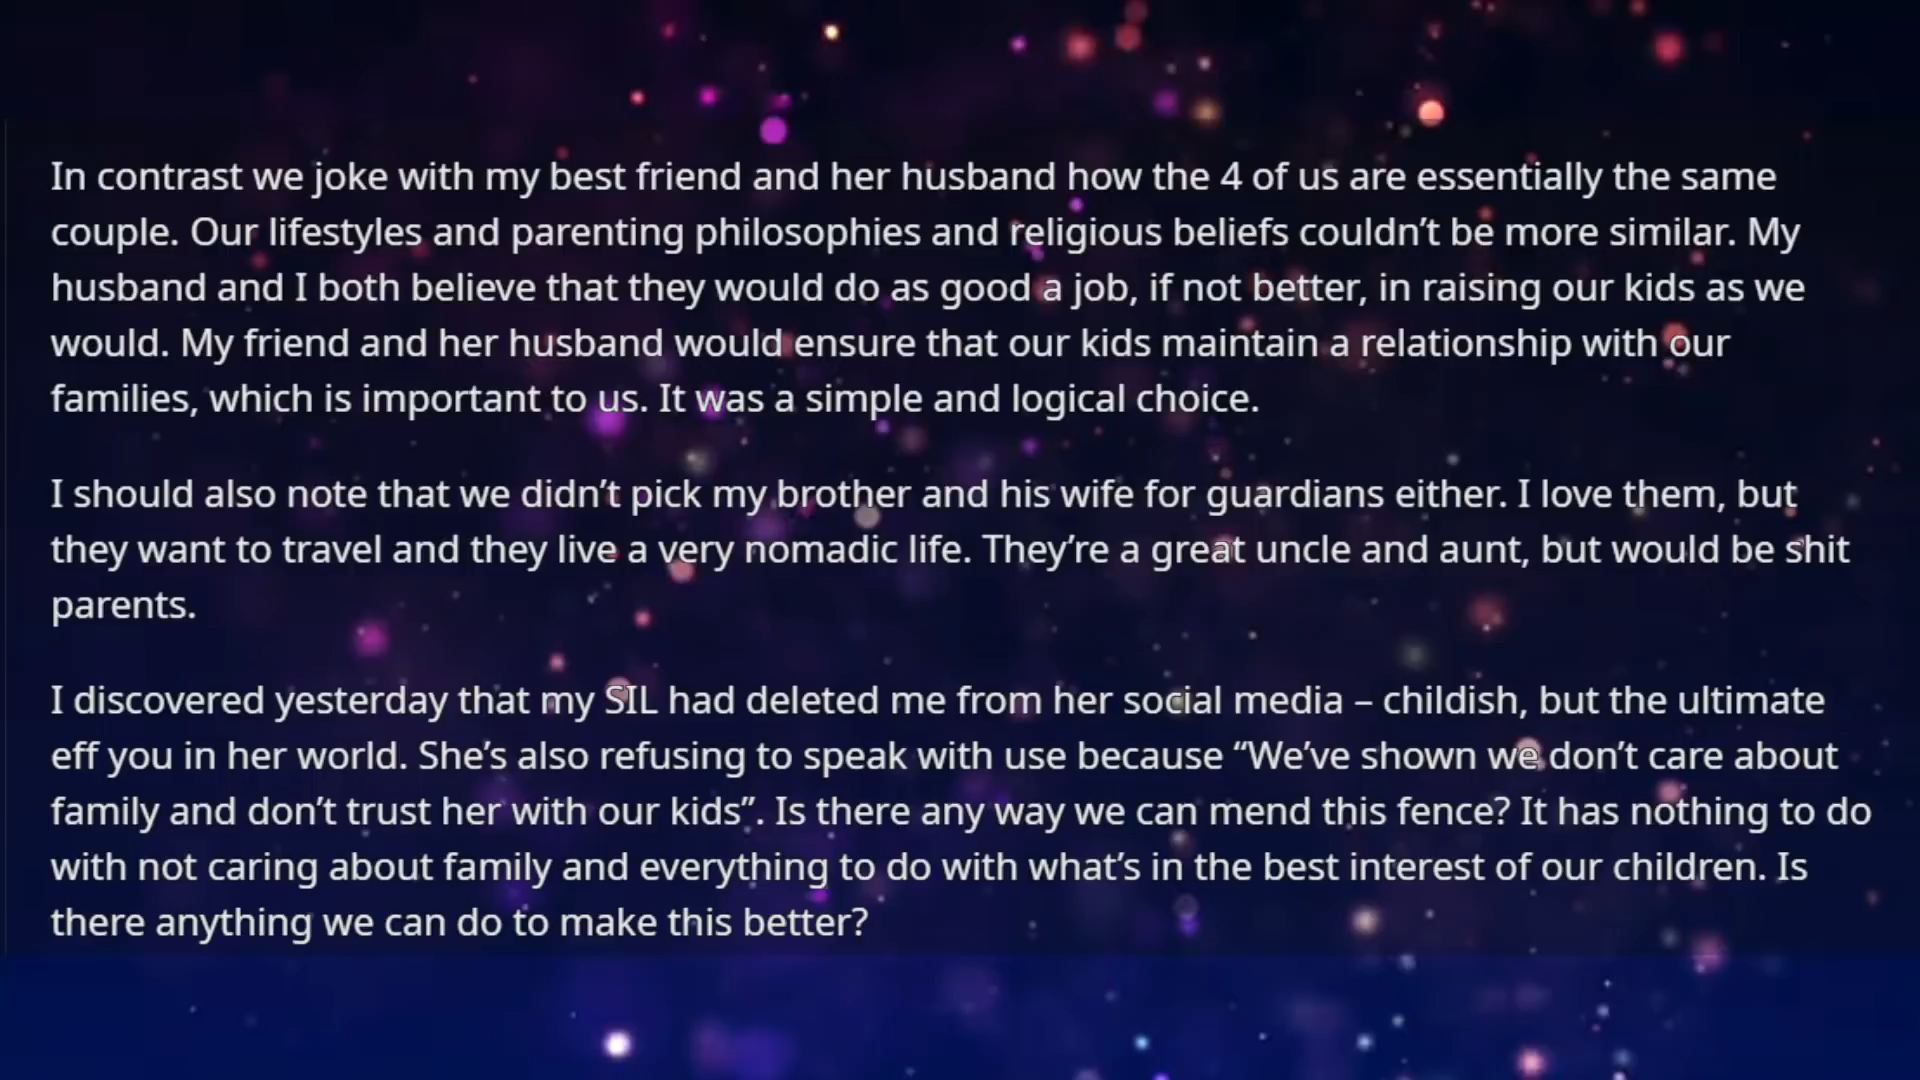 In contrast we joke with my best friend and her husband how the 4 of us are essentially the same
couple. Our lifestyles and parenting philosophies and religious beliefs couldn’t be more similar. My
husband and I both believe that they would do as good a job, if not better, in raising our kids as we
would. My friend and her husband would ensure that our kids maintain a relationship with our
families, which is important to us. It was a simple and logical choice.
I should also note that we didn’t pick my brother and his wife for guardians either. I love them, but
they want to travel and they live a very nomadic life. They’re a great uncle and aunt, but would be shit
parents.
I discovered yesterday that my SIL had deleted me from her social media – childish, but the ultimate
eff you in her world. She’s also refusing to speak with use because “We’ve shown we don’t care about
family and don’t trust her with our kids”. Is there any way we can mend this fence? It has nothing to do
with not caring about family and everything to do with what’s in the best interest of our children. Is
there anything we can do to make this better?